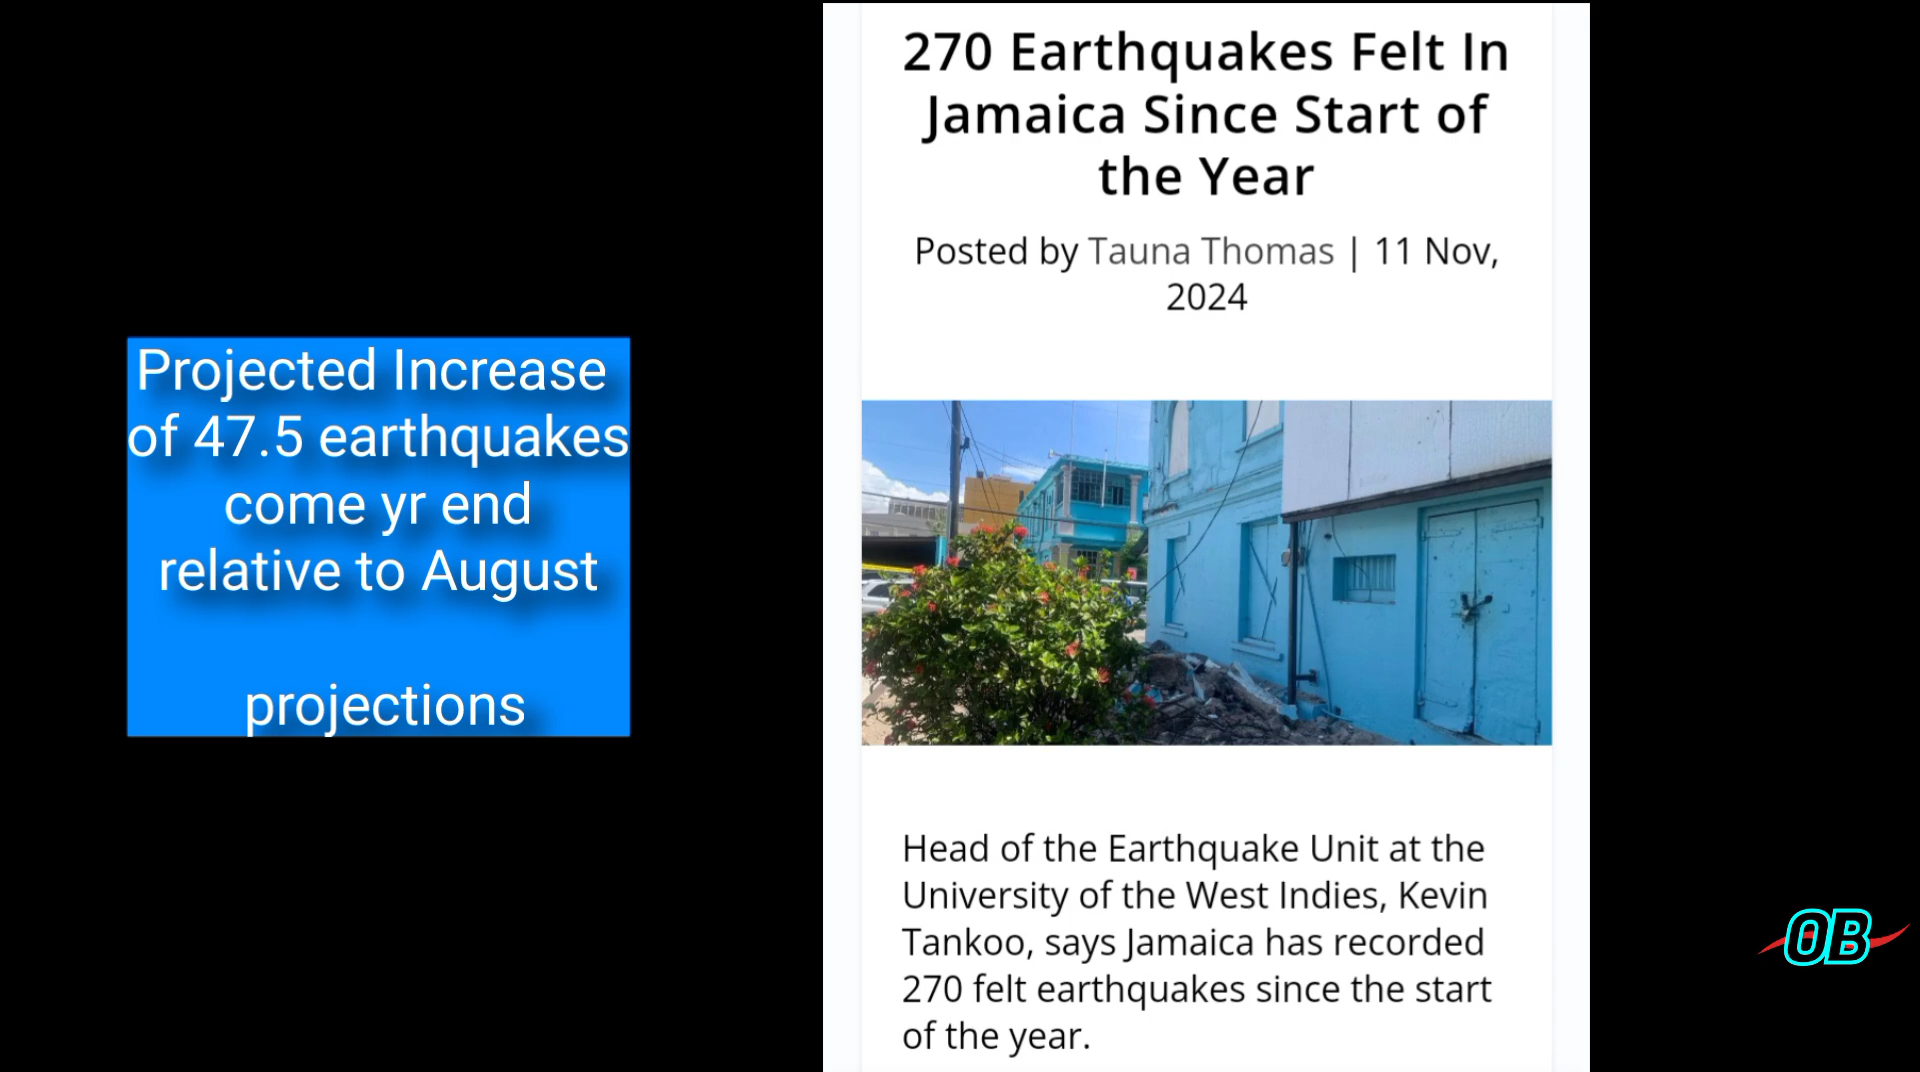 Projected Increase
of 47.5 earthquakes
come yr end
relative to August
projections
270 Earthquakes Felt In
Jamaica Since Start of
the Year
Posted by Tauna Thomas | 11 Nov,
2024
Head of the Earthquake Unit at the
University of the West Indies, Kevin
Tankoo, says Jamaica has recorded
270 felt earthquakes since the start
of the year.
OB